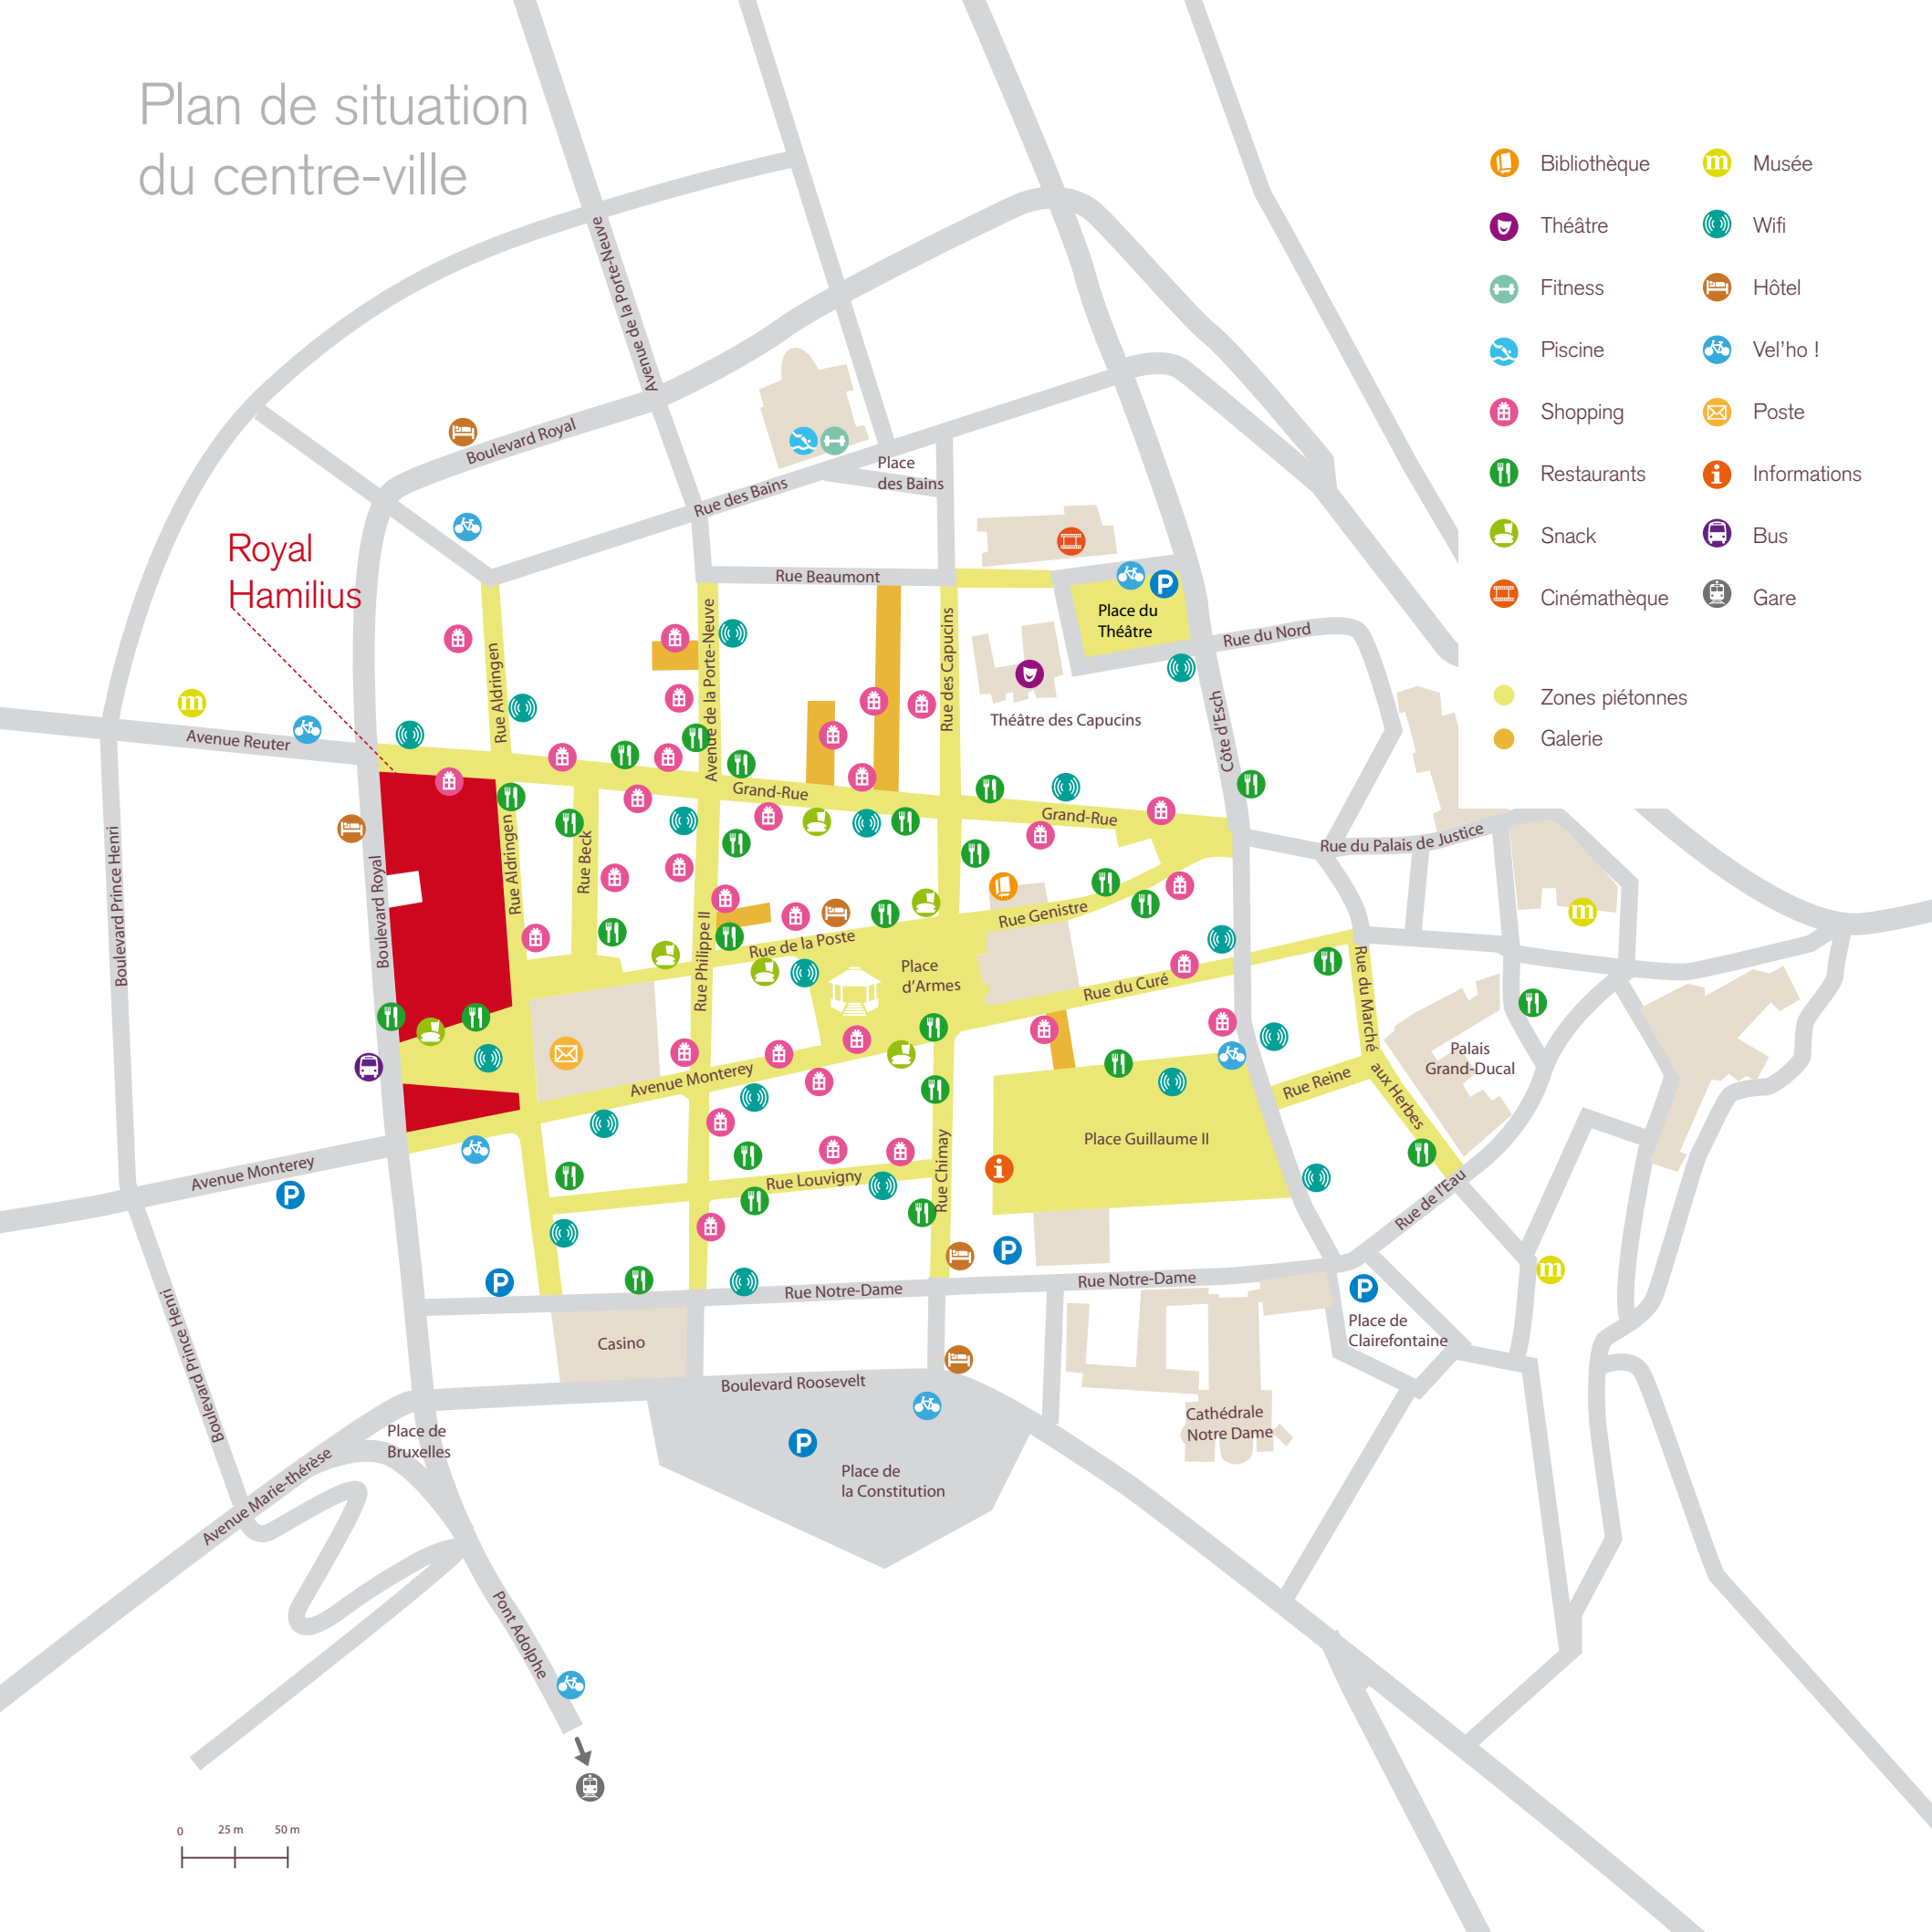 Plan de situation
du centre-ville
Bibliothèque
Musée
Théâtre
Wifi
Fitness
Hôtel
Piscine
Vel'ho !
Shopping
Poste
Restaurants
Informations
Snack
Bus
Cinémathèque
Gare
Zones piétonnes
Galerie
Avenue de la Porte-Neuve
Boulevard Royal
Place
des Bains
Rue des Bains
Royal
Hamilius
Rue Beaumont
Place du
Théâtre
Rue du Nord
Rue Aldringen
Avenue de la Porte-Neuve
Rue des Capucins
Théâtre des Capucins
Côte d'Esch
m
Avenue Reuter
Grand-Rue
Grand-Rue
Rue du Palais de Justice
Boulevard Prince Henri
Boulevard Royal
Rue Aldringen
Rue Beck
Rue Philippe II
Rue de la Poste
Rue Genistre
m
Place
d'Armes
Rue du Curé
Rue du Marché
aux Herbes
Palais
Grand-Ducal
Avenue Monterey
Rue Reine
Place Guillaume II
Rue Chimay
Avenue Monterey
Rue Louvigny
Rue de l'Eau
P
P
P
P
P
P
m
i
Rue Notre-Dame
Rue Notre-Dame
Casino
Place de
Clairefontaine
Boulevard Prince Henri
Boulevard Roosevelt
Cathédrale
Notre Dame
Place de
Bruxelles
Place de
la Constitution
Avenue Marie-thérèse
Pont Adolphe
0 25 m 50 m